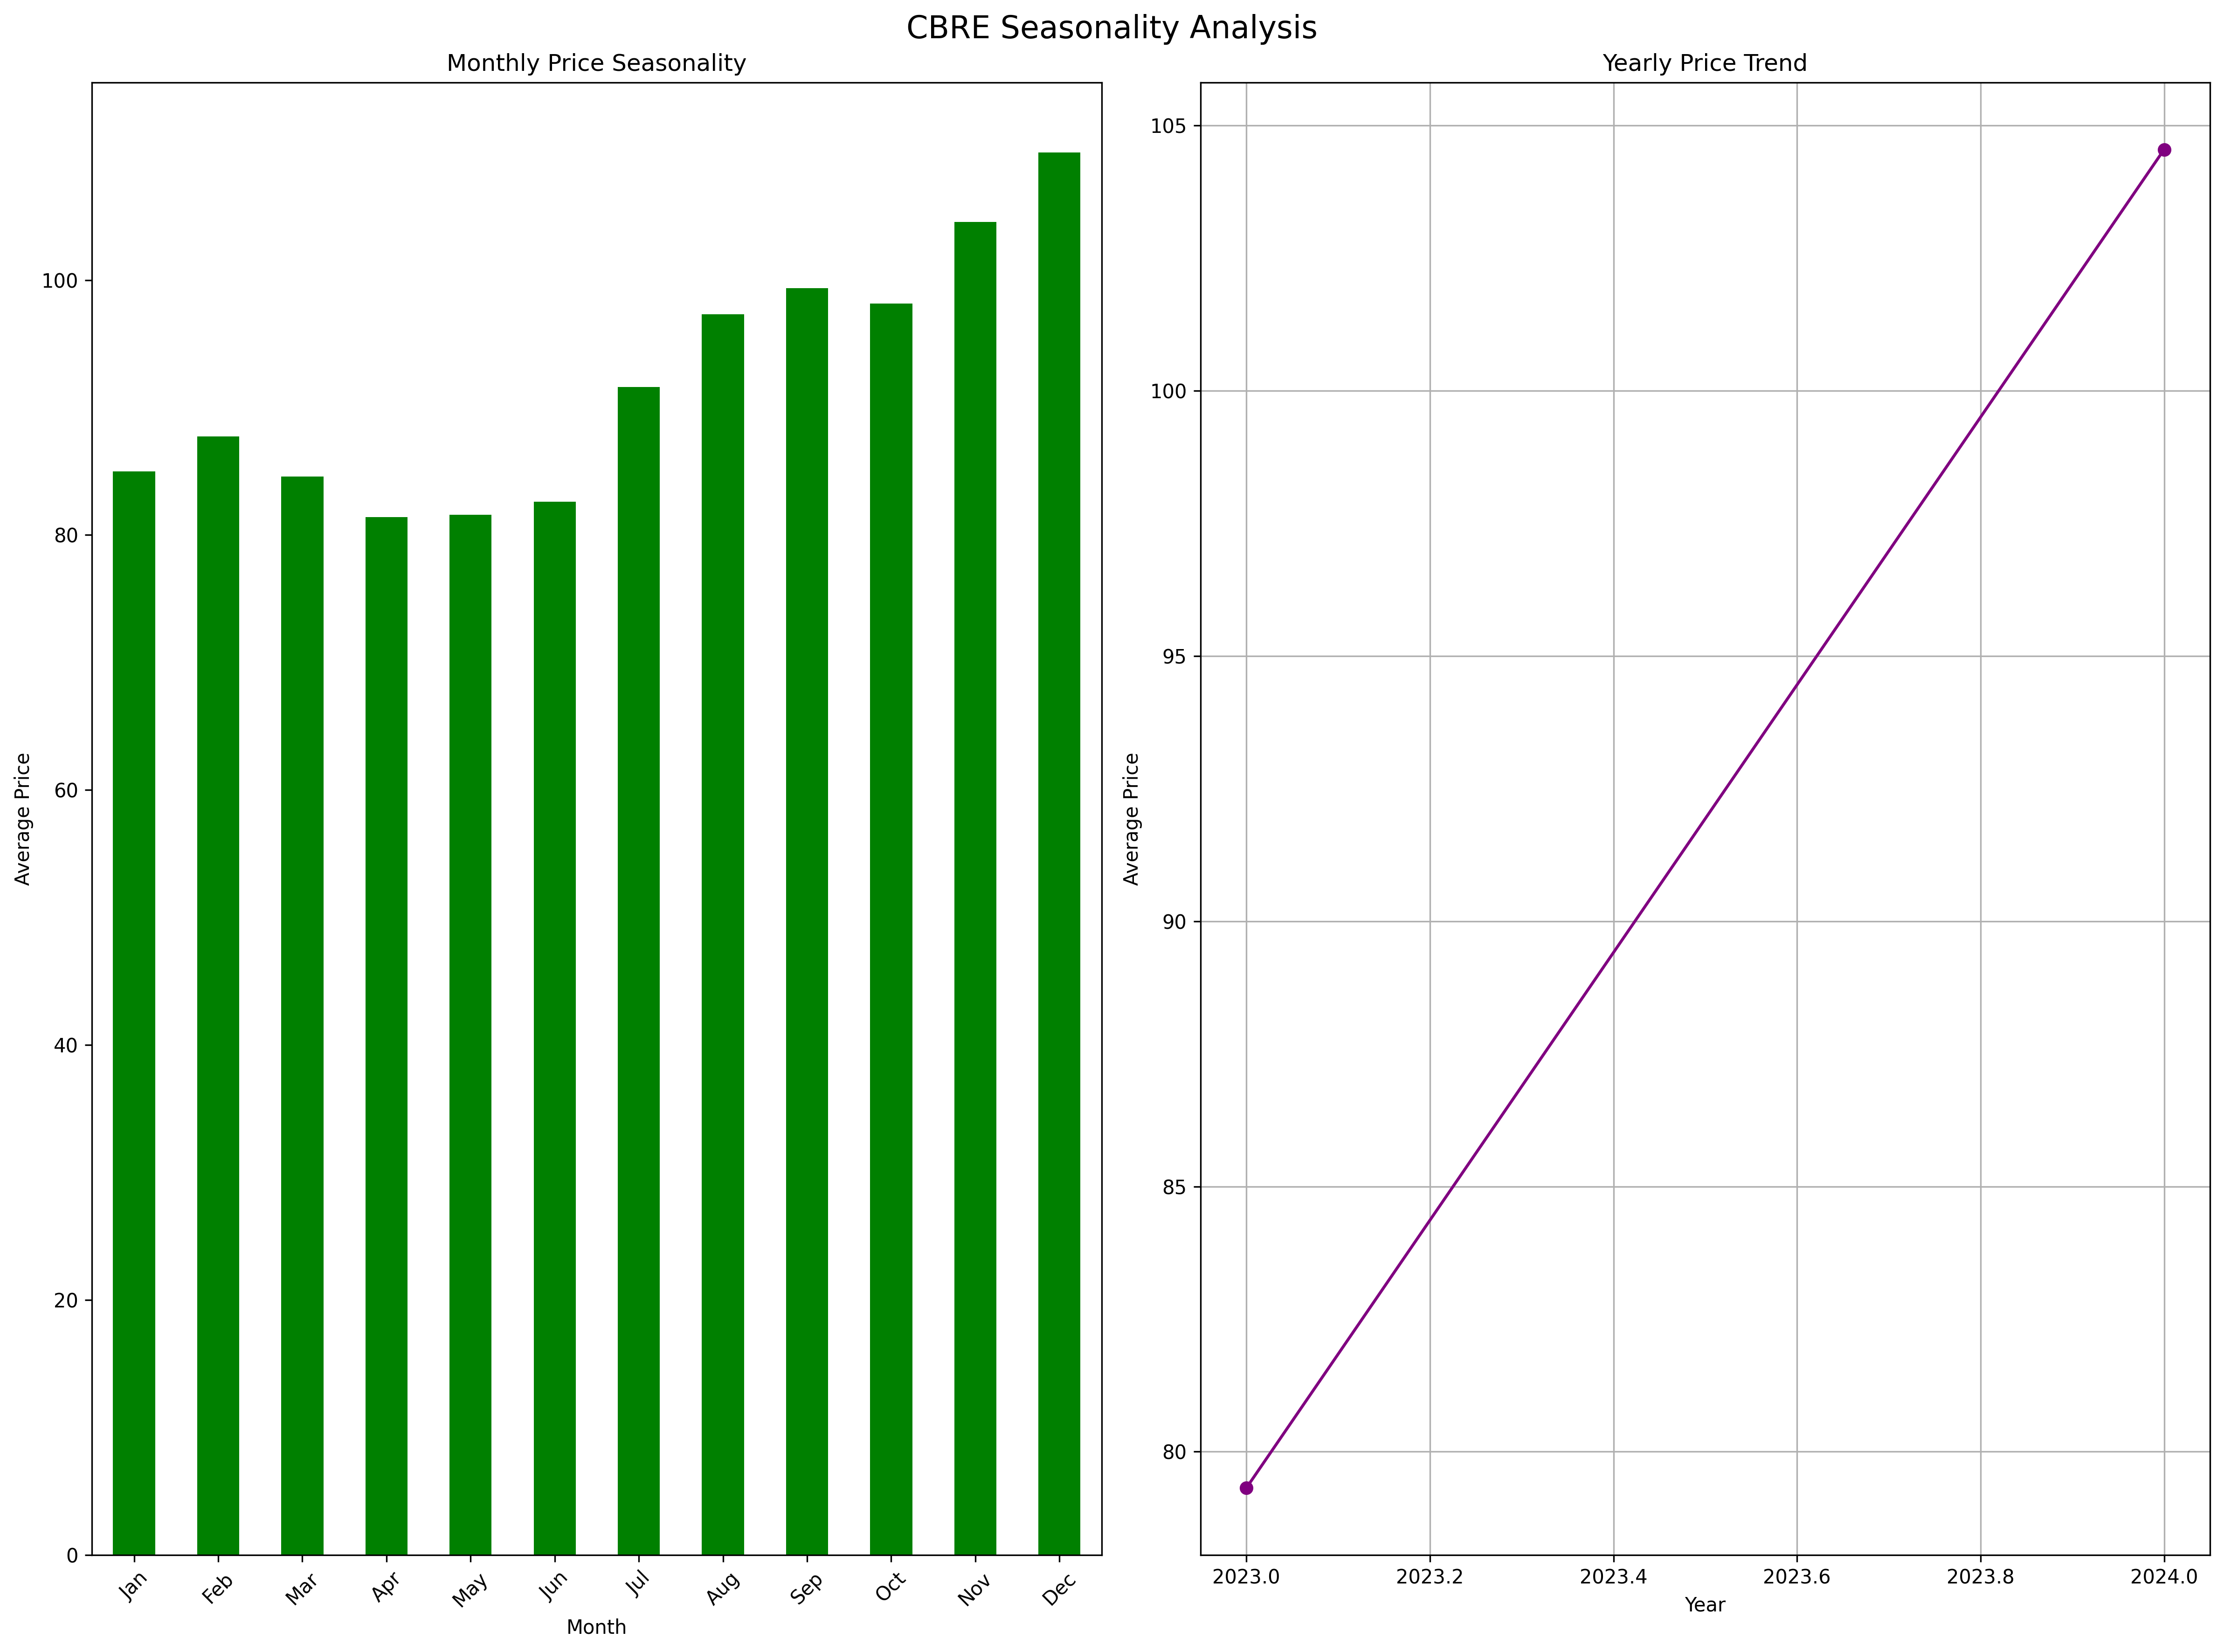 CBRE Seasonality Analysis
Monthly Price Seasonality
Average Price
100
80
60
40
20
0
Jan Feb Mar Apr May Jun Jul Aug Sep Oct Nov Dec
Month
Yearly Price Trend
Average Price
105
100
95
90
85
80
2023.0 2023.2 2023.4 2023.6 2023.8 2024.0
Year